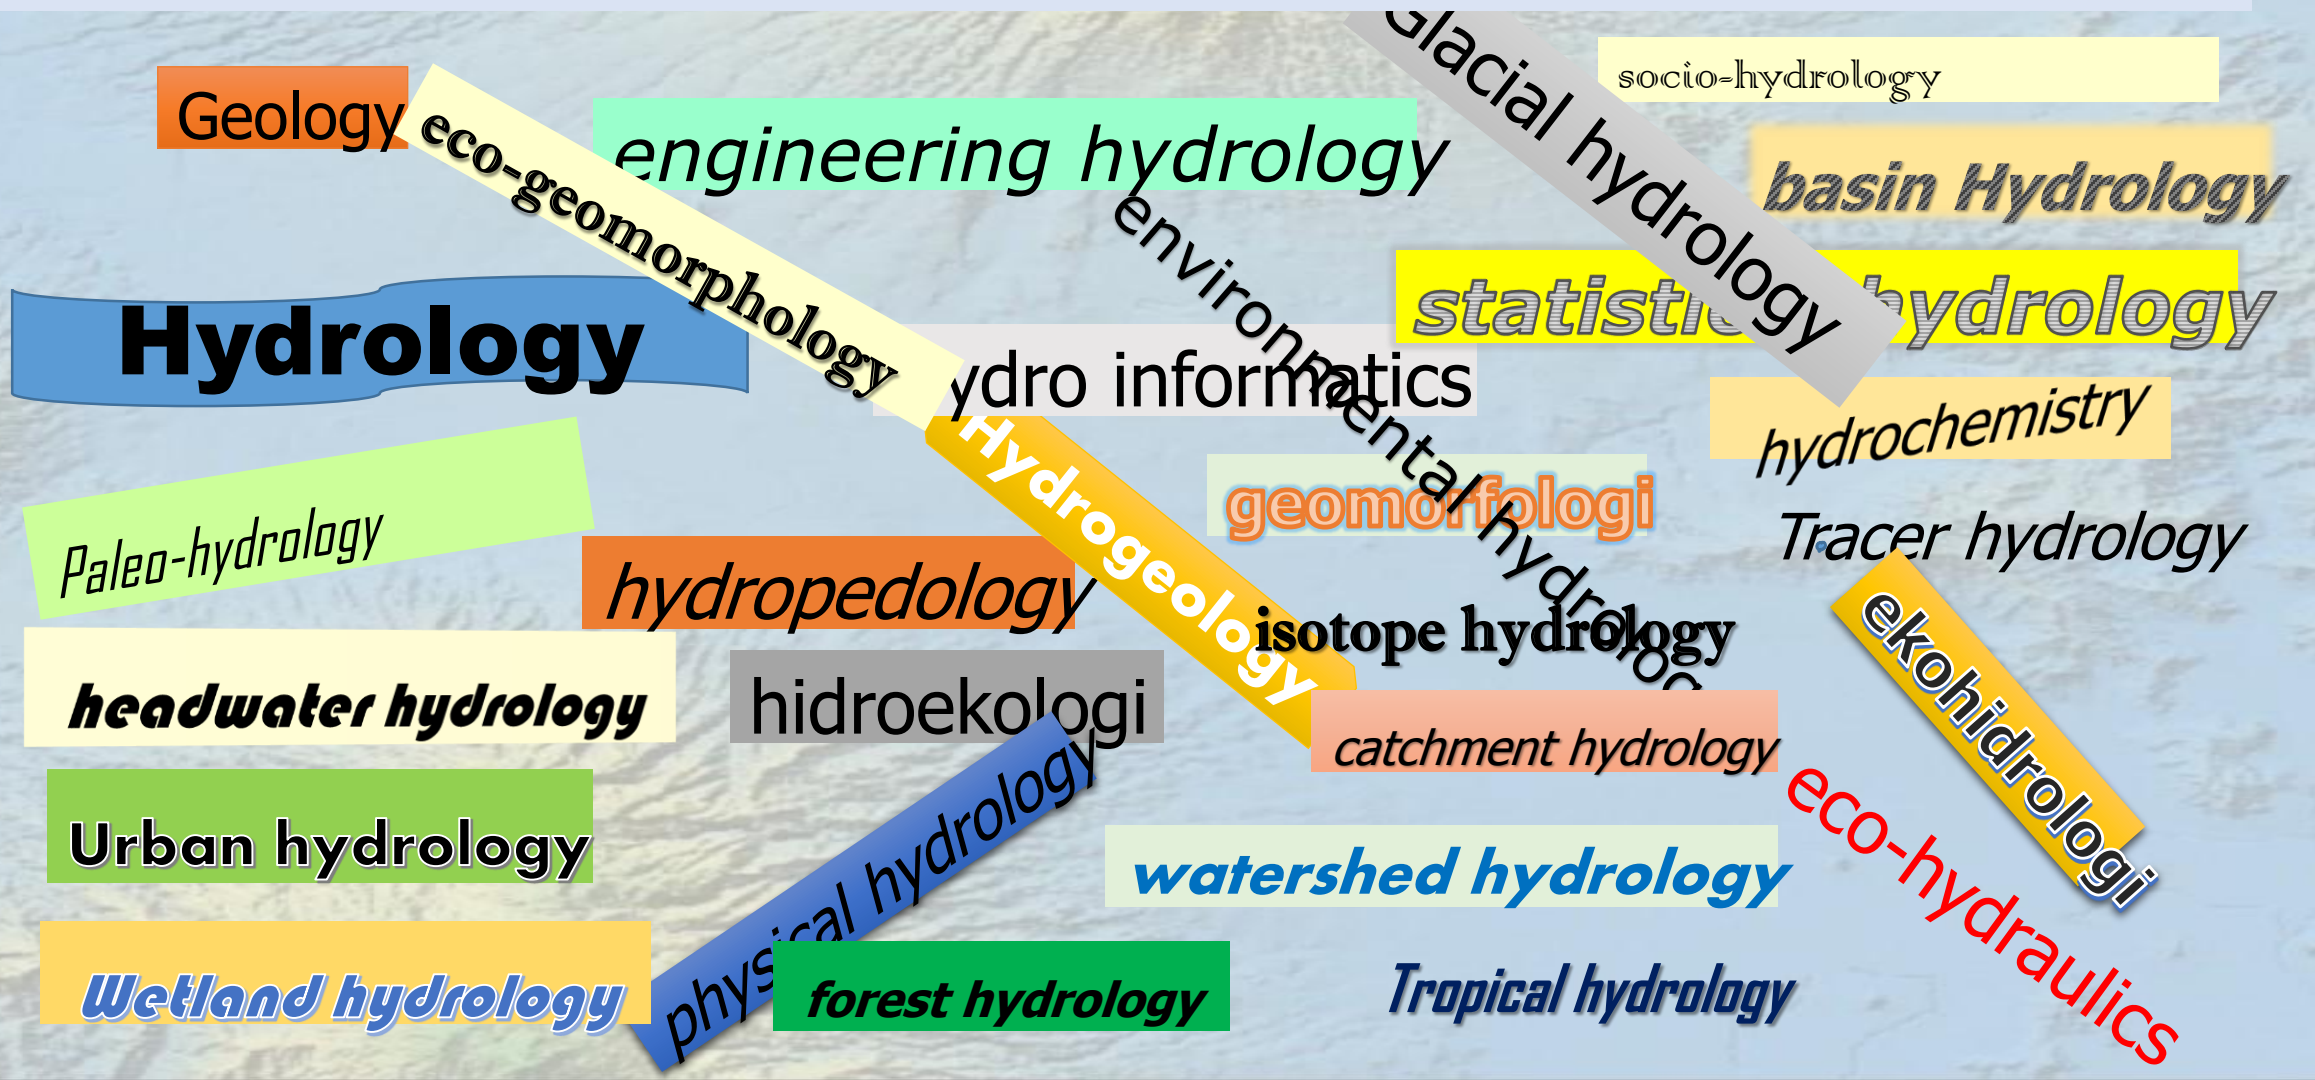 Glacial hydrology
socio-hydrology
Geology
eco-geomorphology
engineering hydrology
basin Hydrology
environmental hydrolog
statisti hydrology
Hydrology
ydro informatics
hydrochemistry
Hydrogeology
geomorfologi
Paleo-hydrology
Tracer hydrology
hydropedology
isotope hydrology
ekohidrologi
headwater hydrology
hidroekologi
catchment hydrology
physical hydrology
eco-hydraulics
Urban hydrology
watershed hydrology
Wetland hydrology
forest hydrology
Tropical hydrology